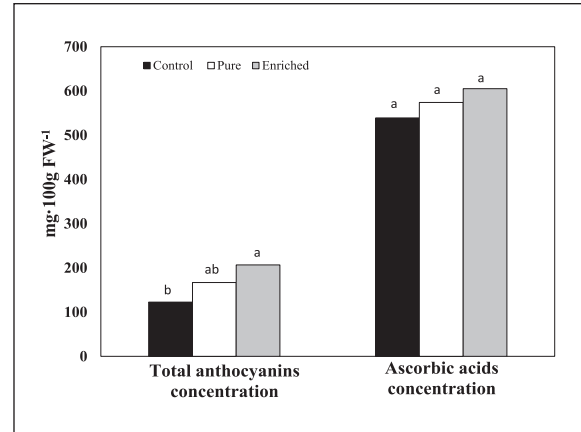 700
600
500
400
300
200
100
0
mg·100g FW⁻¹
Control Pure Enriched
b ab a
a a a
Total anthocyanins
concentration
Ascorbic acids
concentration